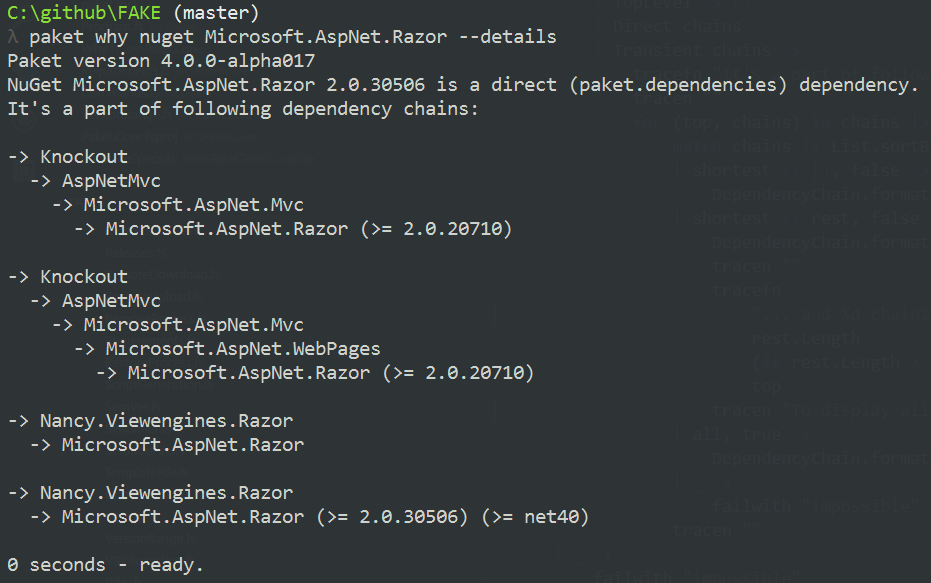 C:\github\FAKE (master)
λ paket why nuget Microsoft.AspNet.Razor --details
Paket version 4.0.0-alpha017
NuGet Microsoft.AspNet.Razor 2.0.30506 is a direct (paket.dependencies) dependency.
It's a part of following dependency chains:
-> Knockout
-> AspNetMvc
-> Microsoft.AspNet.Mvc
-> Microsoft.AspNet.Razor (>= 2.0.20710)
-> Knockout
-> AspNetMvc
-> Microsoft.AspNet.Mvc
-> Microsoft.AspNet.WebPages
-> Microsoft.AspNet.Razor (>= 2.0.20710)
-> Nancy.Viewengines.Razor
-> Microsoft.AspNet.Razor
-> Nancy.Viewengines.Razor
-> Microsoft.AspNet.Razor (>= 2.0.30506) (>= net40)
0 seconds - ready.